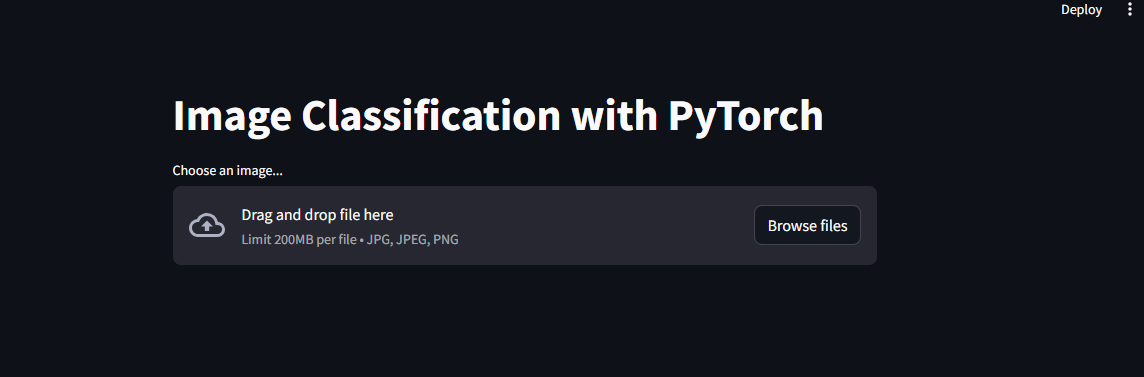 Deploy
Image Classification with PyTorch
Choose an image...
Drag and drop file here
Limit 200MB per file • JPG, JPEG, PNG
Browse files